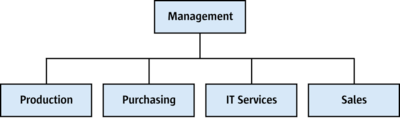 Management
Production
Purchasing
IT Services
Sales